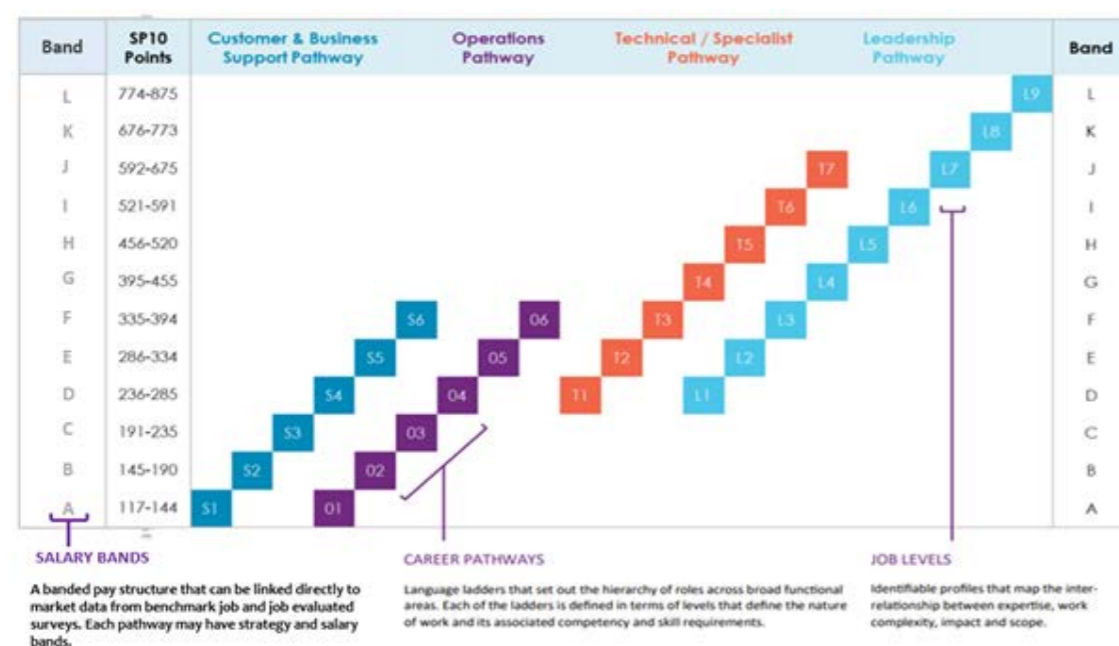 Band SP10 Points Customer & Business Support Pathway Operations Pathway Technical / Specialist Pathway Leadership Pathway Band
L 774-875 L9 L
K 676-773 L8 K
J 592-675 T7 L7 J
I 521-591 T6 L6 I
H 456-520 T5 L5 H
G 395-455 T4 L4 G
F 335-394 S6 06 T3 L3 F
E 286-334 S5 05 T2 L2 E
D 236-285 S4 04 T1 L1 D
C 191-235 S3 03 C
B 145-190 S2 02 B
A 117-144 S1 01 A
SALARY BANDS
A banded pay structure that can be linked directly to
market data from benchmark job and job evaluated
surveys. Each pathway may have strategy and salary
bands.
CAREER PATHWAYS
Language ladders that set out the hierarchy of roles across broad functional
areas. Each of the ladders is defined in terms of levels that define the nature
of work and its associated competency and skill requirements.
JOB LEVELS
Identifiable profiles that map the inter-
relationship between expertise, work
complexity, impact and scope.